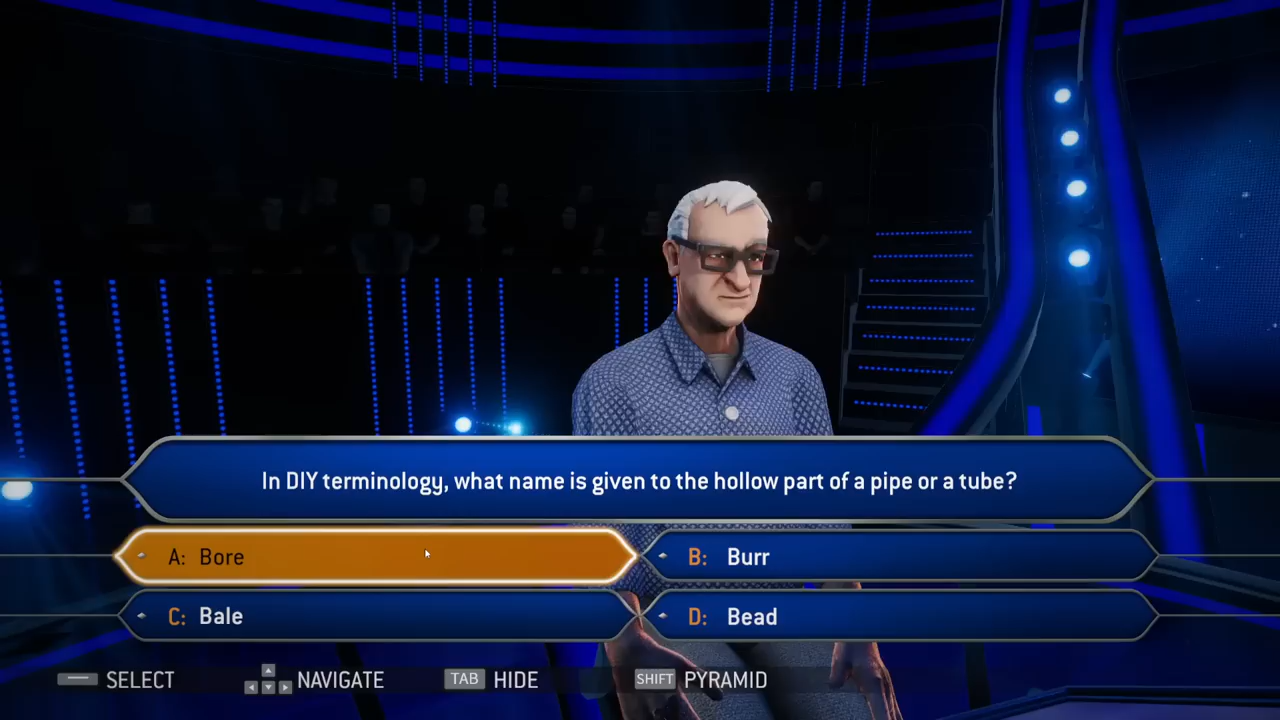 In DIY terminology, what name is given to the hollow part of a pipe or a tube?
A: Bore
B: Burr
C: Bale
D: Bead
SELECT NAVIGATE TAB HIDE SHIFT PYRAMID